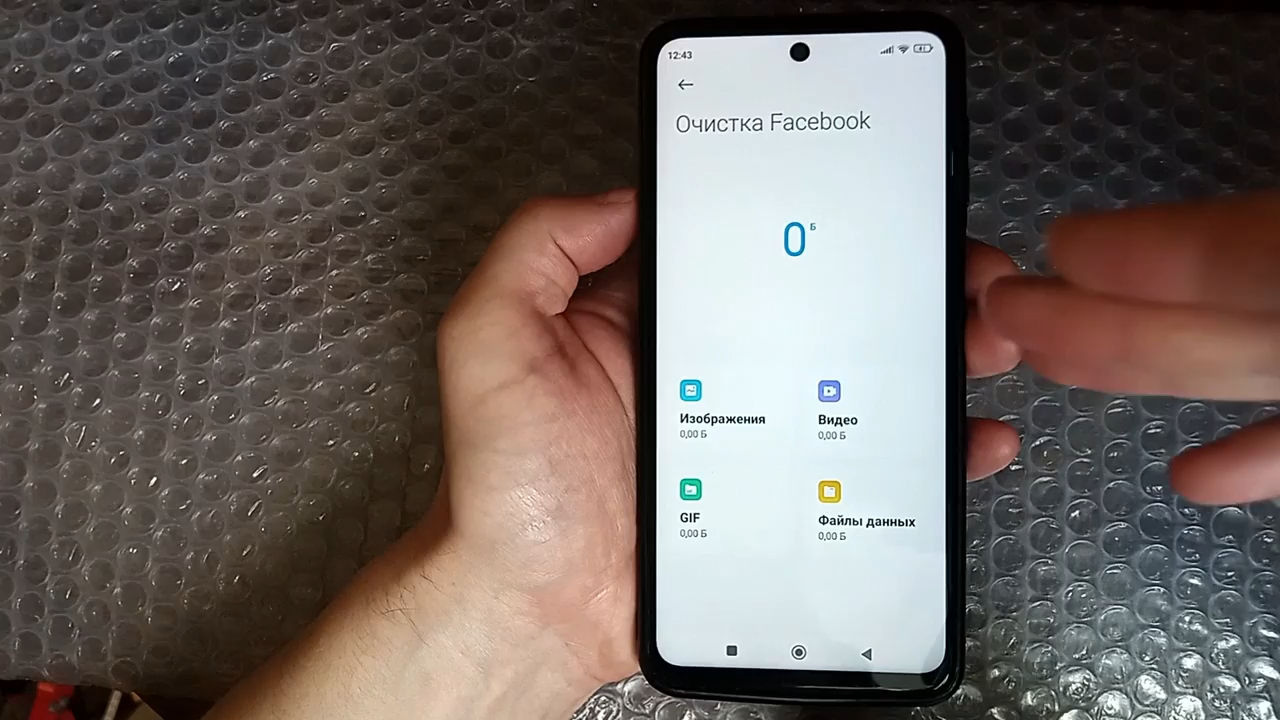 12:43
Очистка Facebook
0 Б
Изображения
0,00 Б
Видео
0,00 Б
GIF
0,00 Б
Файлы данных
0,00 Б